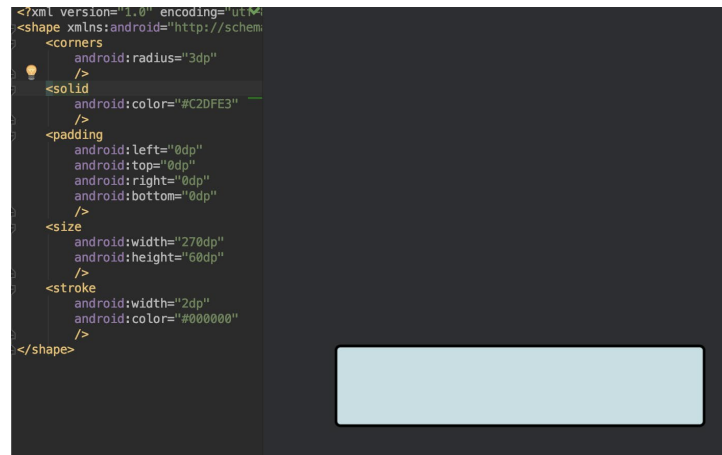 <?xml version="1.0" encoding="utf-
<shape xmlns:android="http://schema
<corners
android:radius="3dp"
/>
<solid
android:color="#C2DFE3"
/>
<padding
android:left="0dp"
android:top="0dp"
android:right="0dp"
android:bottom="0dp"
/>
<size
android:width="270dp"
android:height="60dp"
/>
<stroke
android:width="2dp"
android:color="#000000"
/>
</shape>